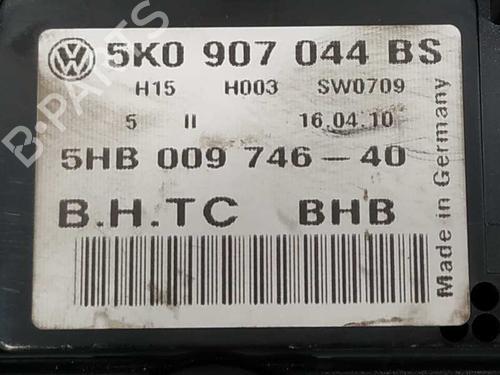 5K0 907 044 BS
H15 H003 SW0709
5 II 16.04.10
5HB 009 746-40
B.H.TC BHB
Made in Germany
B-PARTS